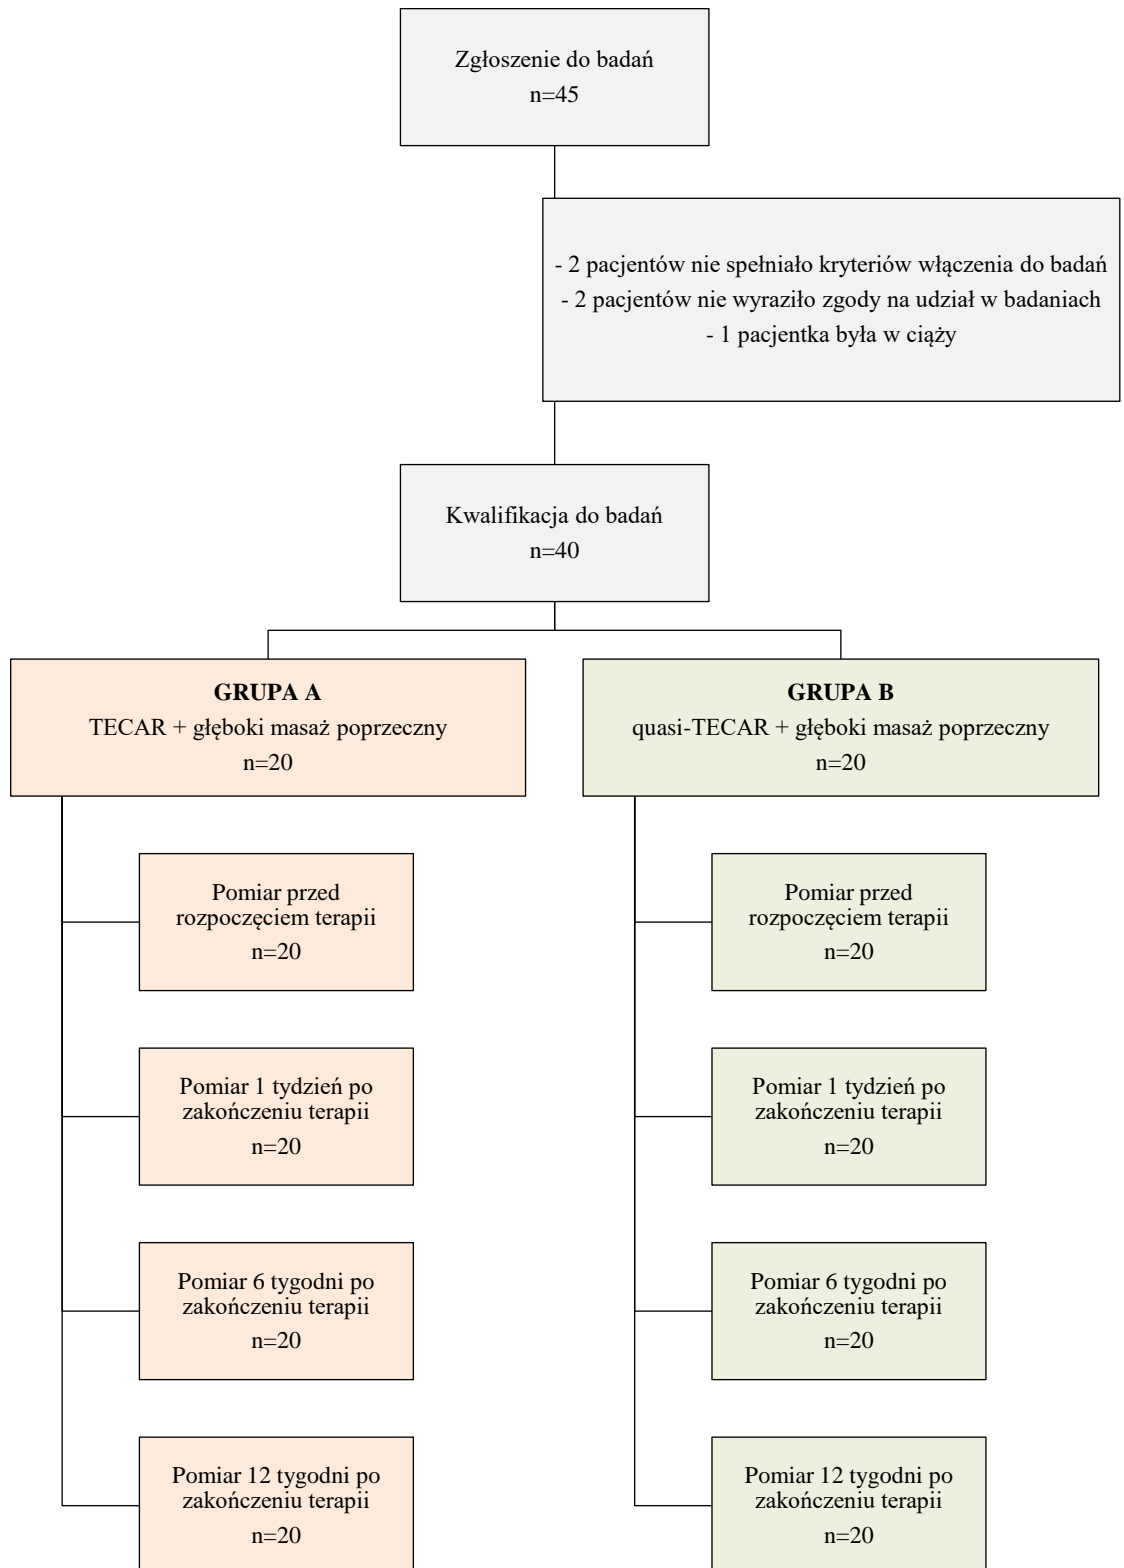 Zgłoszenie do badań
n=45
- 2 pacjentów nie spełniało kryteriów włączenia do badań
- 2 pacjentów nie wyraziło zgody na udział w badaniach
- 1 pacjentka była w ciąży
Kwalifikacja do badań
n=40
GRUPA A
TECAR + głęboki masaż poprzeczny
n=20
GRUPA B
quasi-TECAR + głęboki masaż poprzeczny
n=20
Pomiar przed
rozpoczęciem terapii
n=20
Pomiar 1 tydzień po
zakończeniu terapii
n=20
Pomiar 6 tygodni po
zakończeniu terapii
n=20
Pomiar 12 tygodni po
zakończeniu terapii
n=20
Pomiar przed
rozpoczęciem terapii
n=20
Pomiar 1 tydzień po
zakończeniu terapii
n=20
Pomiar 6 tygodni po
zakończeniu terapii
n=20
Pomiar 12 tygodni po
zakończeniu terapii
n=20